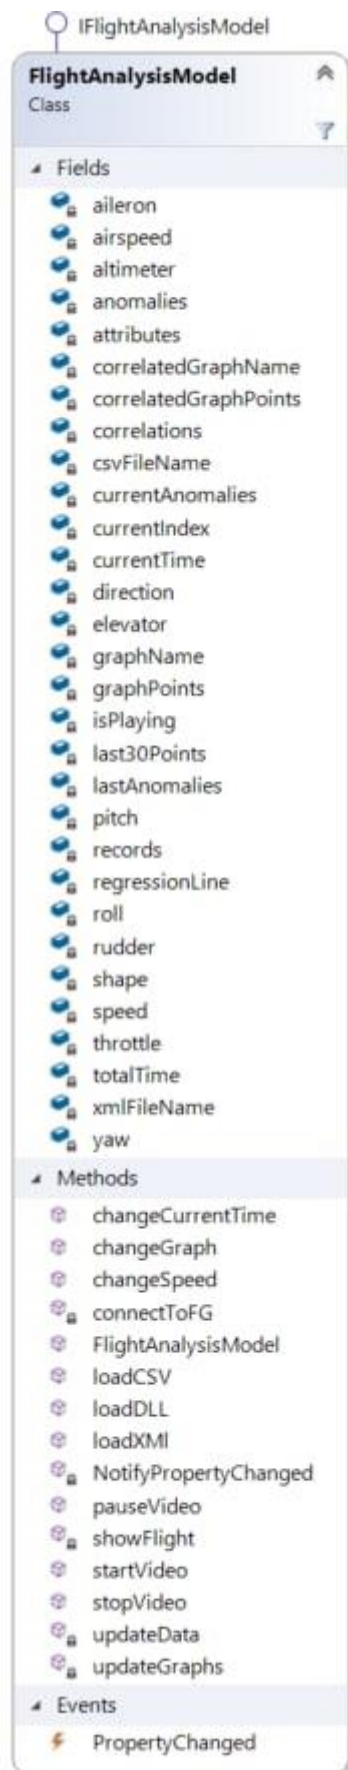 IFlightAnalysisModel
FlightAnalysisModel
Class
Fields
aileron
airspeed
altimeter
anomalies
attributes
correlatedGraphName
correlatedGraphPoints
correlations
csvFileName
currentAnomalies
currentIndex
currentTime
direction
elevator
graphName
graphPoints
isPlaying
last30Points
lastAnomalies
pitch
records
regressionLine
roll
rudder
shape
speed
throttle
totalTime
xmlFileName
yaw
Methods
changeCurrentTime
changeGraph
changeSpeed
connectToFG
FlightAnalysisModel
loadCSV
loadDLL
loadXMl
NotifyPropertyChanged
pauseVideo
showFlight
startVideo
stopVideo
updateData
updateGraphs
Events
PropertyChanged